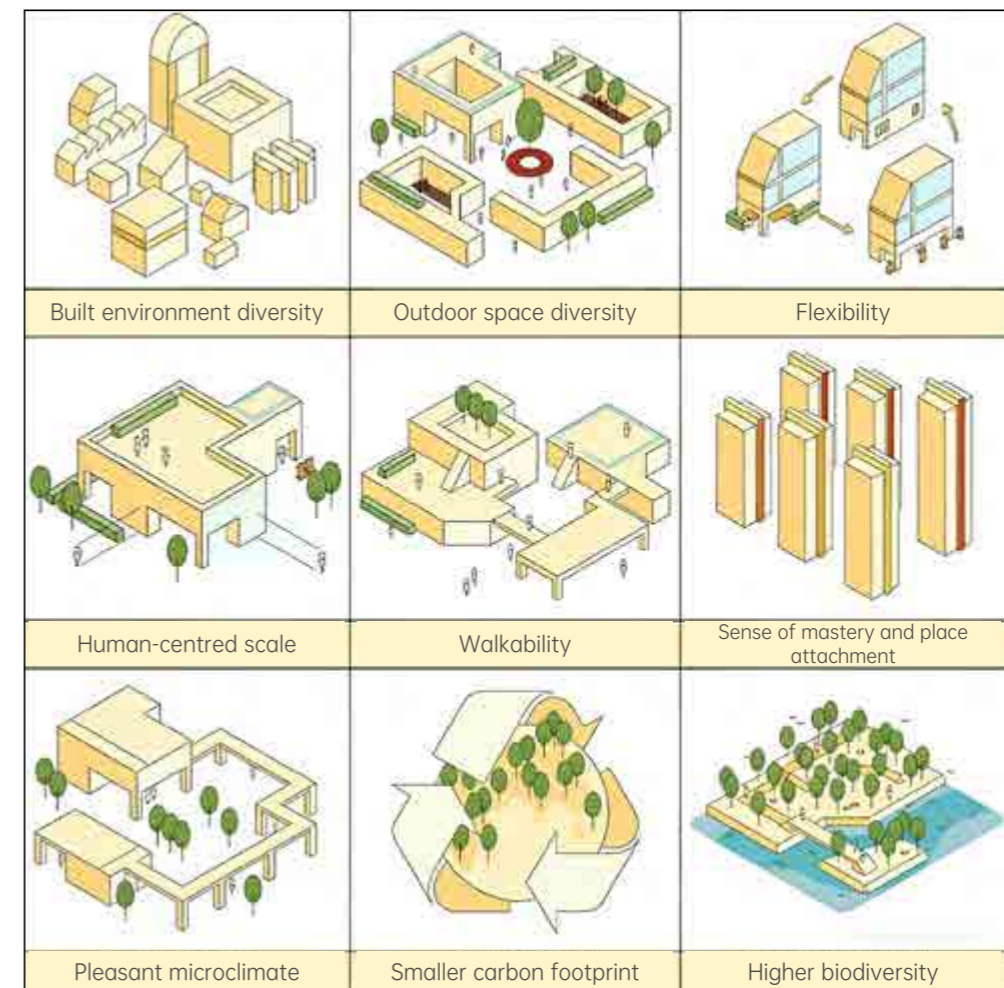 Built environment diversity
Outdoor space diversity
Flexibility
Human-centred scale
Walkability
Sense of mastery and place
attachment
Pleasant microclimate
Smaller carbon footprint
Higher biodiversity